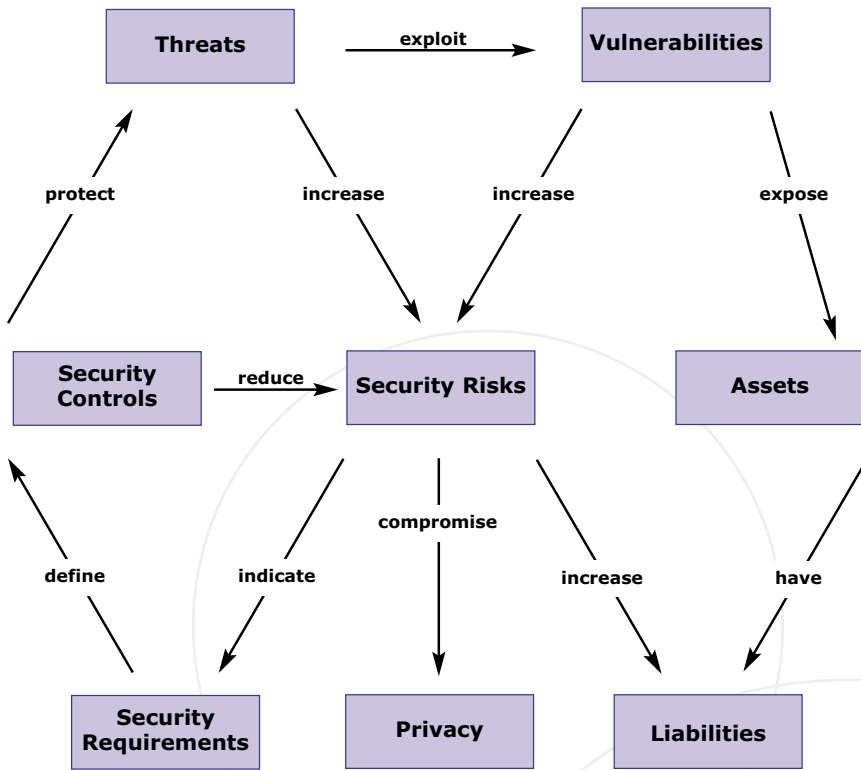 Threats
exploit
Vulnerabilities
protect
increase
increase
expose
Security
Controls
reduce
Security Risks
Assets
compromise
define
indicate
increase
have
Security
Requirements
Privacy
Liabilities